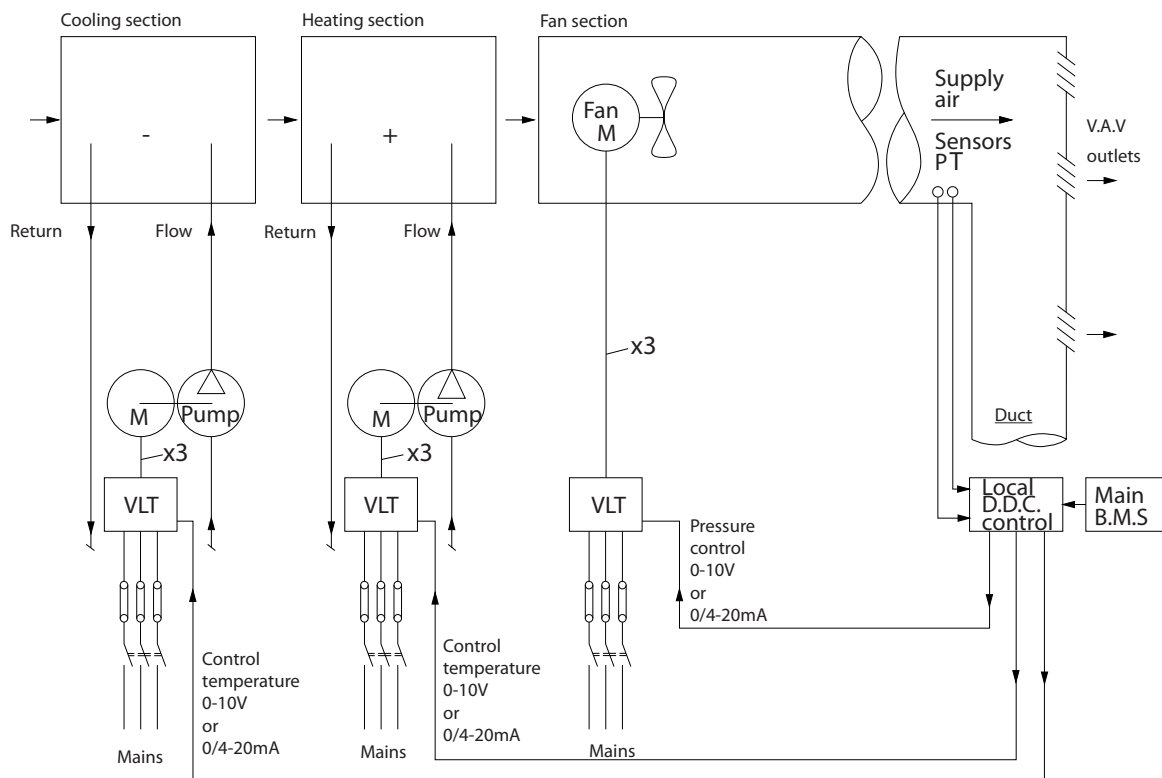 Cooling section
Heating section
Fan section
-
+
Fan
M
Supply
air
Sensors
PT
V.A.V
outlets
Return
Flow
Return
Flow
x3
M
Pump
M
Pump
Duct
x3
x3
VLT
VLT
VLT
Local
D.D.C.
control
Main
B.M.S
Pressure
control
0-10V
or
0/4-20mA
Control
temperature
0-10V
or
0/4-20mA
Control
temperature
0-10V
or
0/4-20mA
Mains
Mains
Mains